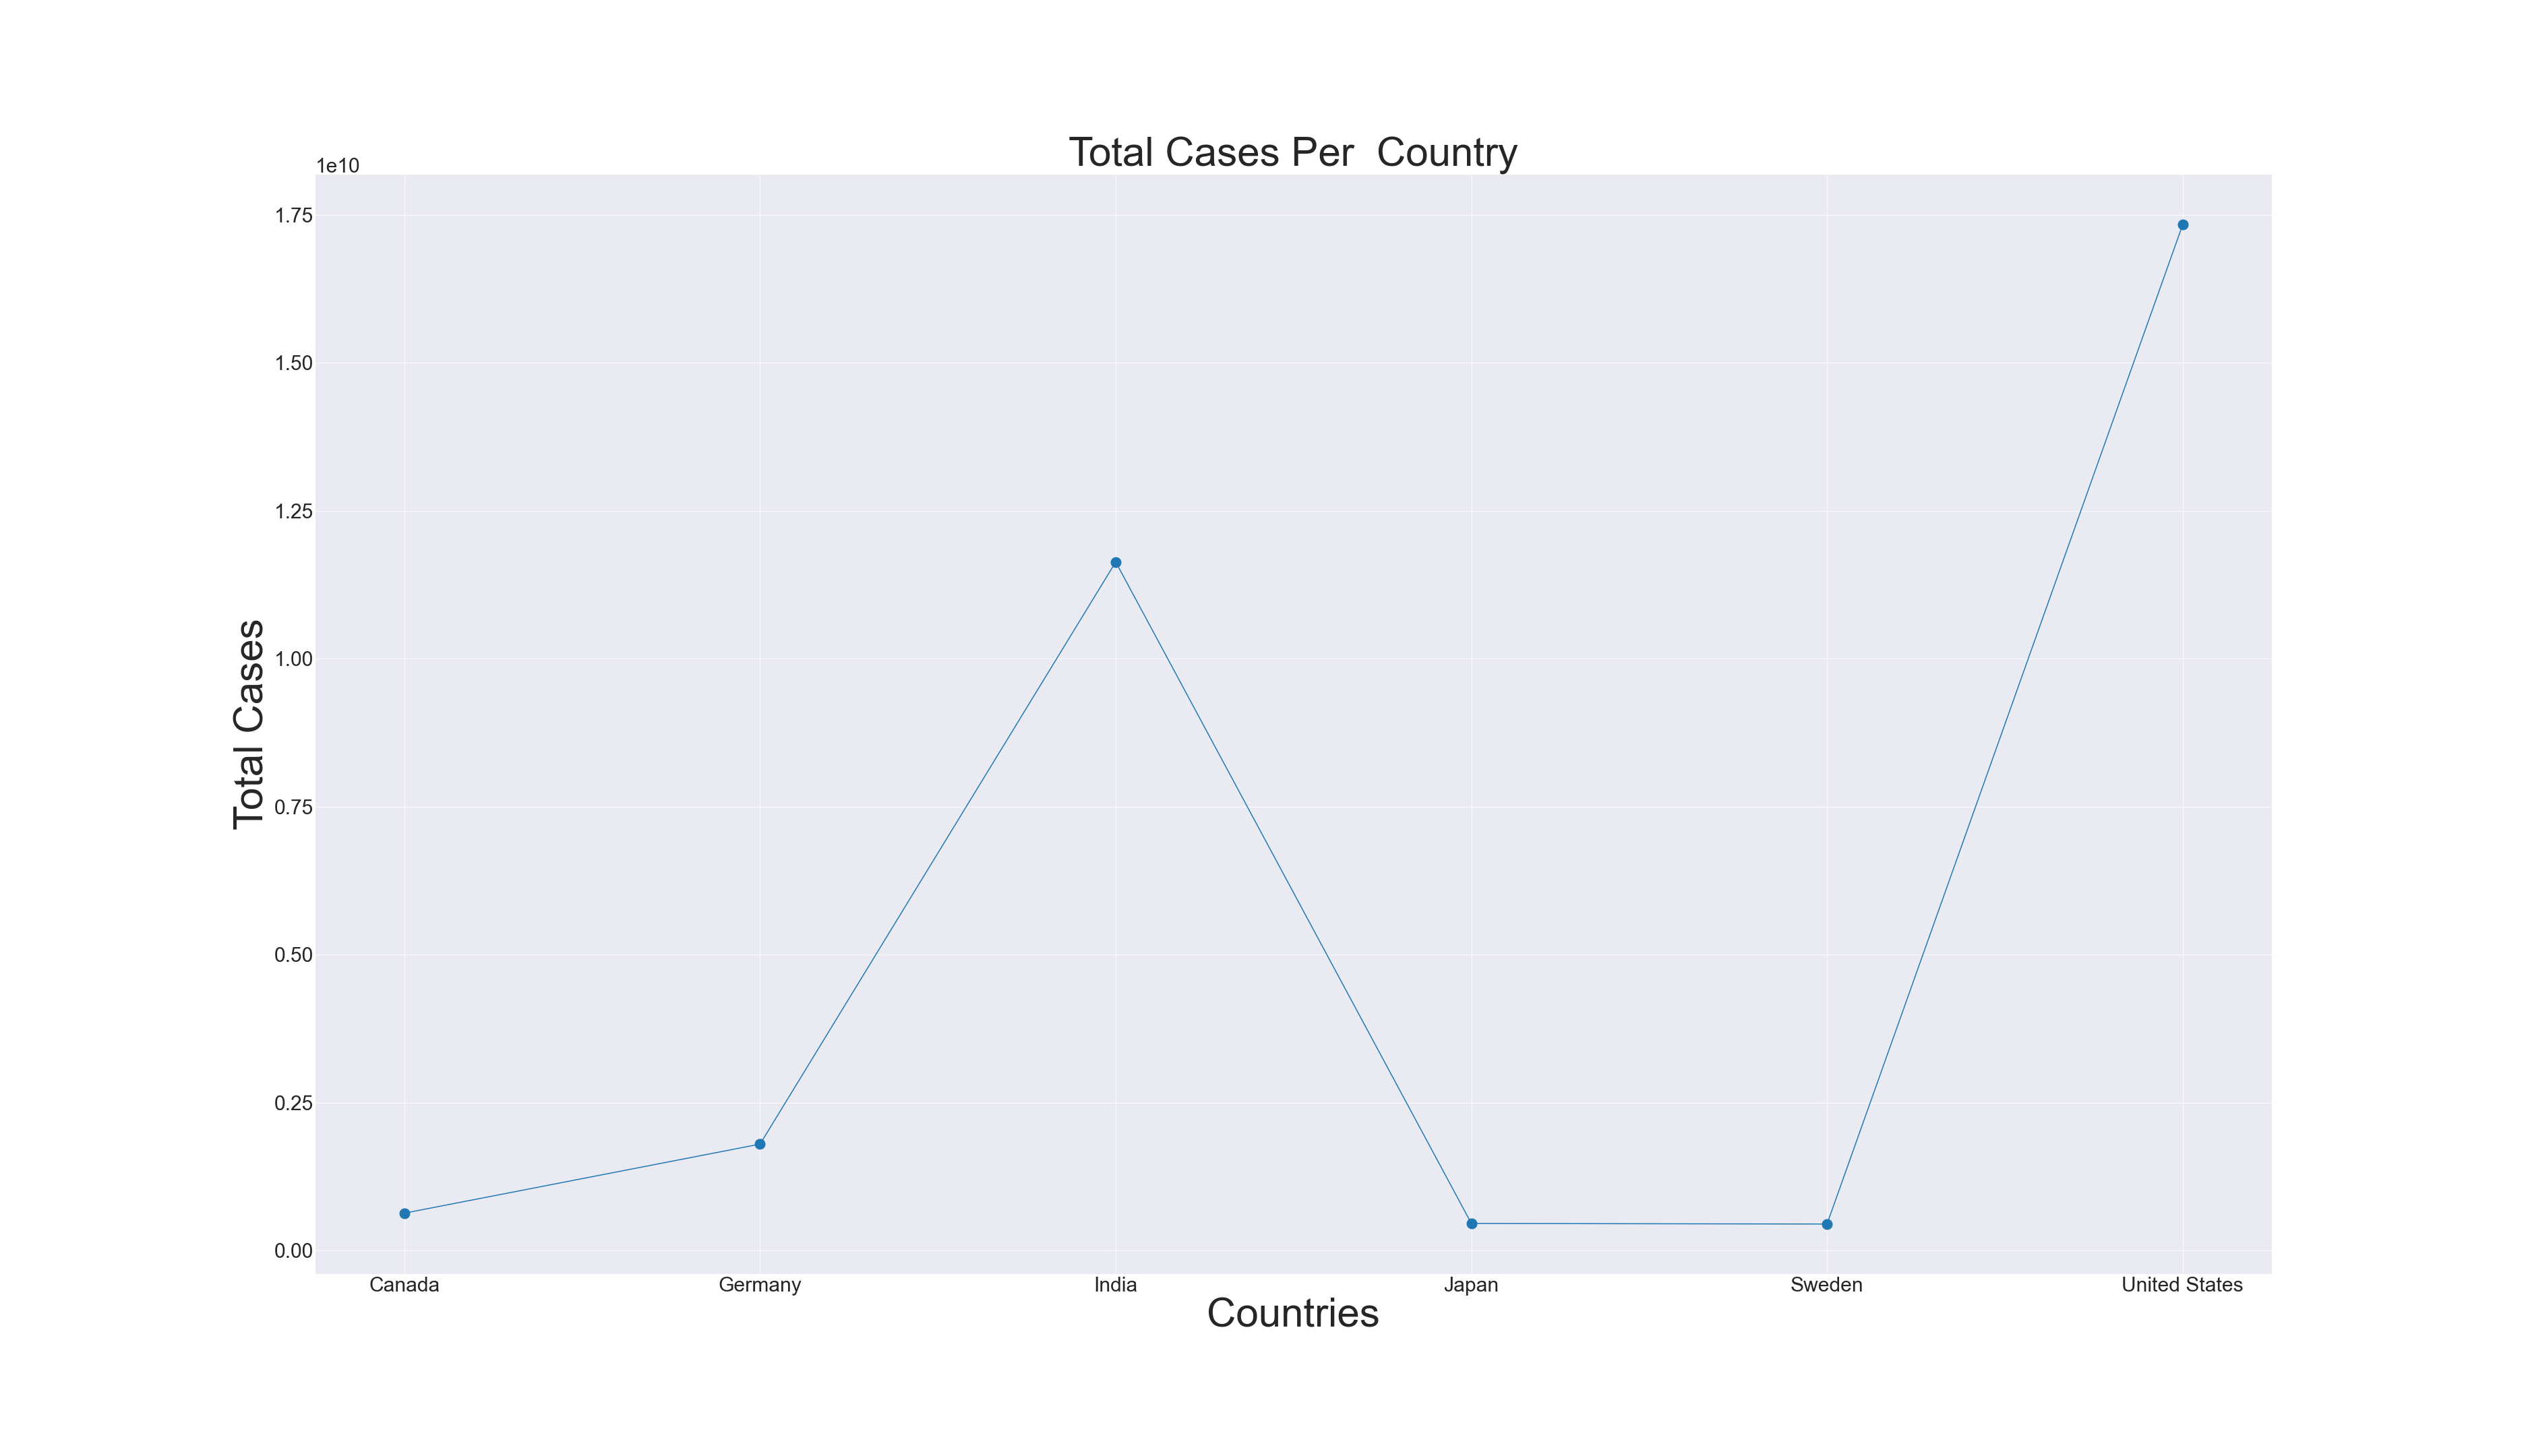 Total Cases Per  Country
1e10
1.75
1.50
1.25
1.00
0.75
0.50
0.25
0.00
Total Cases
Canada Germany India Japan Sweden United States
Countries